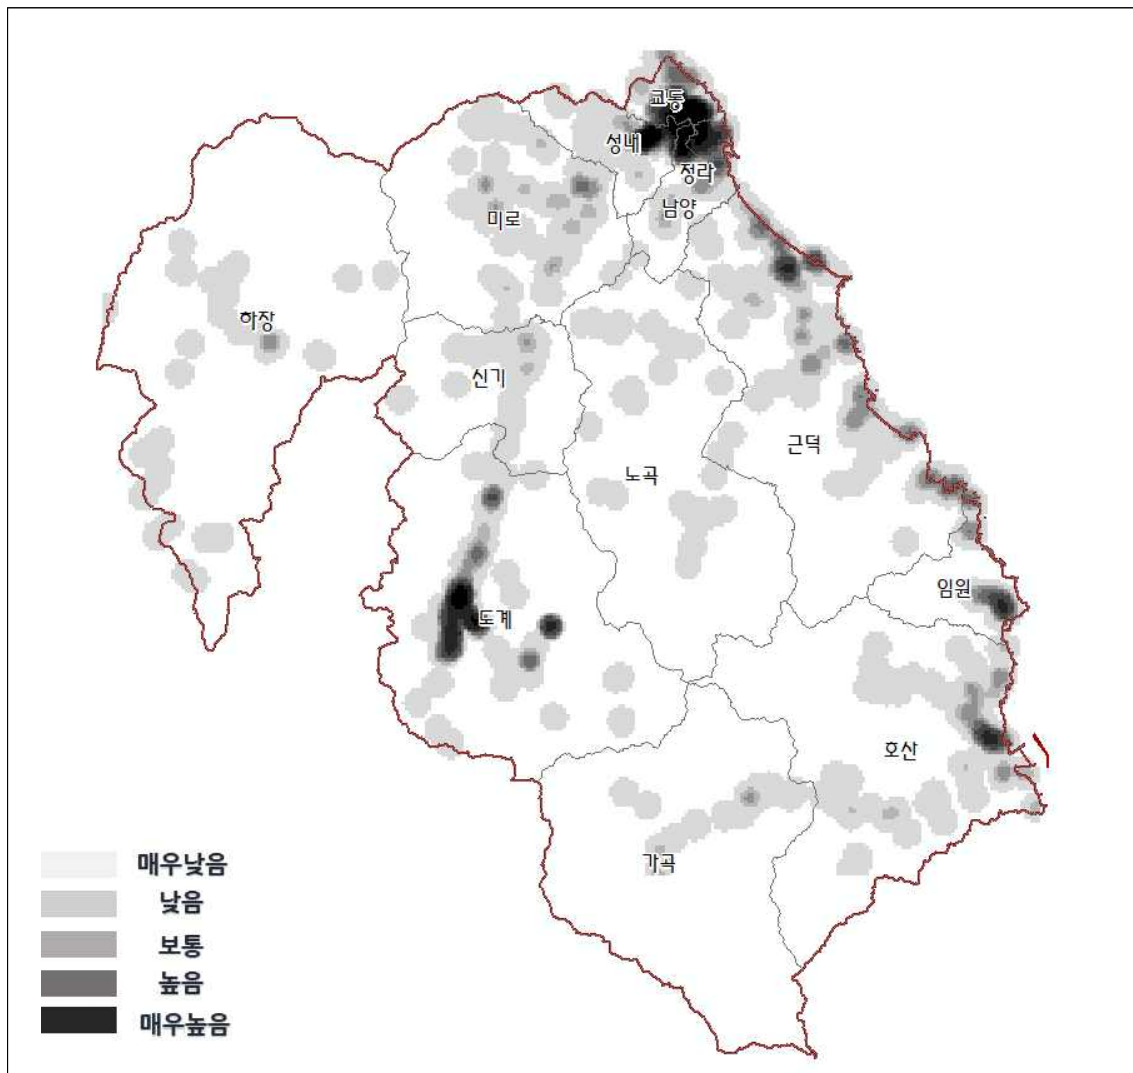 교동
성내
정라
남양
미로
하장
신기
근덕
노곡
임원
도계
호산
가곡
매우낮음
낮음
보통
높음
매우높음